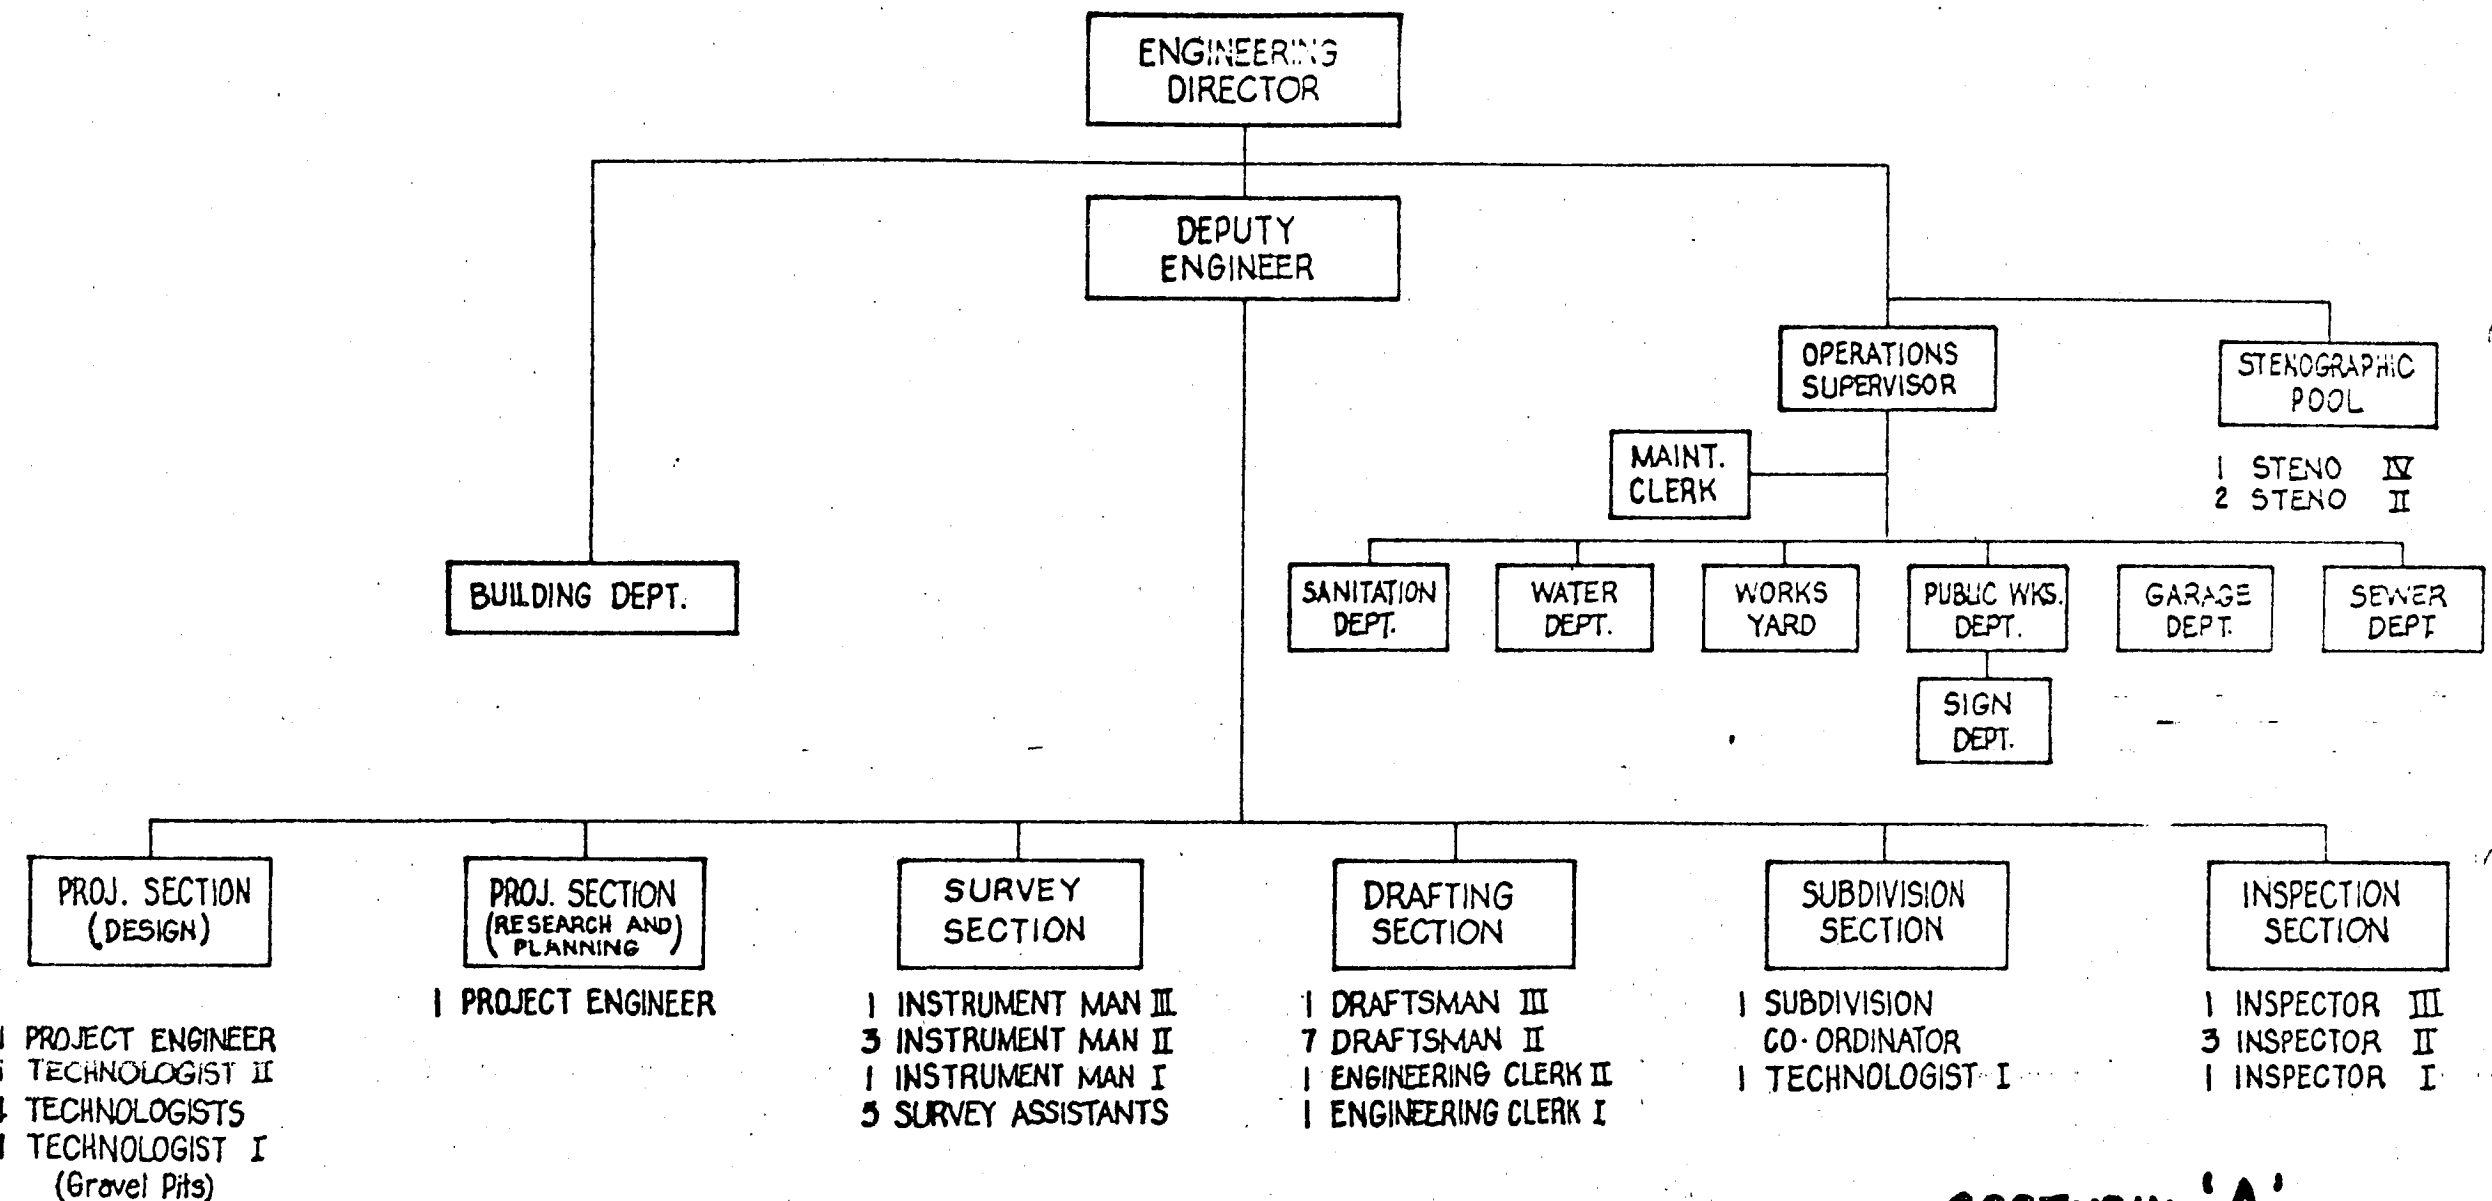 ENGINEERING
DIRECTOR
DEPUTY
ENGINEER
OPERATIONS
SUPERVISOR
STENOGRAPHIC
POOL
MAINT.
CLERK
1 STENO IV
2 STENO II
BUILDING DEPT.
SANITATION
DEPT.
WATER
DEPT.
WORKS
YARD
PUBLIC WKS.
DEPT.
GARAGE
DEPT.
SEWER
DEPT
SIGN
DEPT.
PROJ. SECTION
(DESIGN)
PROJ. SECTION
(RESEARCH AND)
PLANNING
SURVEY
SECTION
DRAFTING
SECTION
SUBDIVISION
SECTION
INSPECTION
SECTION
PROJECT ENGINEER
TECHNOLOGIST II
TECHNOLOGISTS
TECHNOLOGIST I
(Gravel Pits)
1 PROJECT ENGINEER
1 INSTRUMENT MAN III
3 INSTRUMENT MAN II
1 INSTRUMENT MAN I
5 SURVEY ASSISTANTS
1 DRAFTSMAN III
7 DRAFTSMAN II
1 ENGINEERING CLERK II
1 ENGINEERING CLERK I
1 SUBDIVISION
CO-ORDINATOR
1 TECHNOLOGIST I
1 INSPECTOR III
3 INSPECTOR II
1 INSPECTOR I
'A'